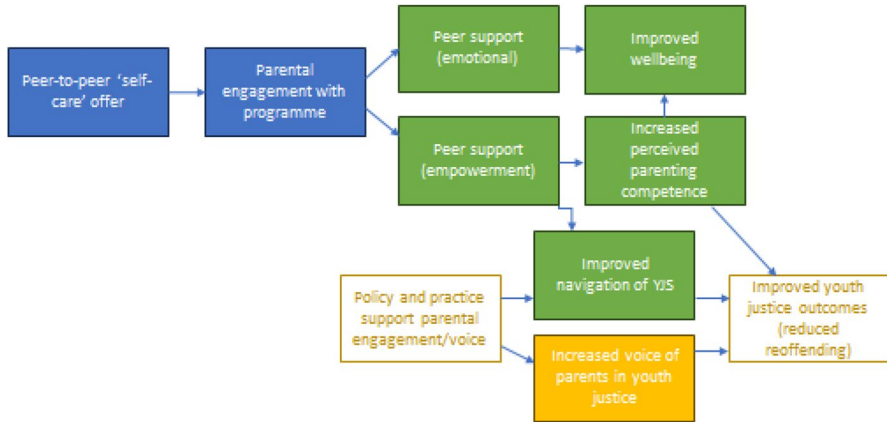 Peer-to-peer ‘self-
care’ offer
Parental
engagement with
programme
Peer support
(emotional)
Improved
wellbeing
Peer support
(empowerment)
Increased
perceived
parenting
competence
Improved
navigation of YJS
Policy and practice
support parental
engagement/voice
Increased voice of
parents in youth
justice
Improved youth
justice outcomes
(reduced
reoffending)